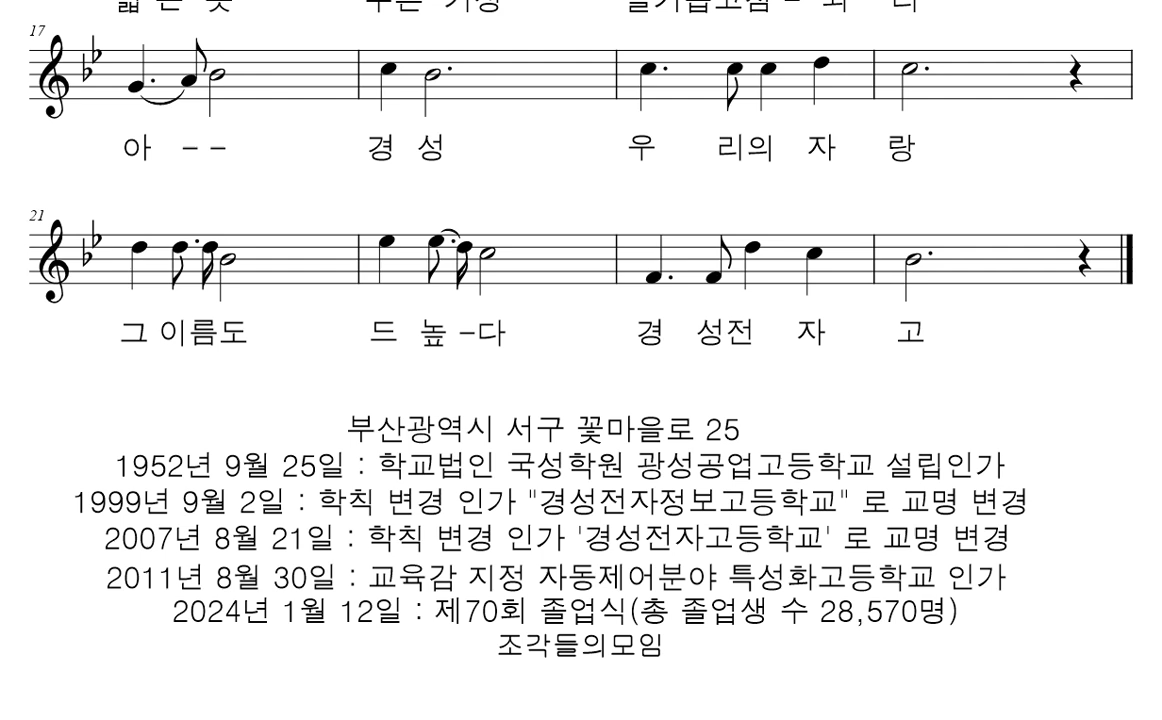 17
아 - - 경 성 우 리의 자 랑
21
그 이름도 드 높 -다 경 성전 자 고
부산광역시 서구 꽃마을로 25
1952년 9월 25일 : 학교법인 국성학원 광성공업고등학교 설립인가
1999년 9월 2일 : 학칙 변경 인가 "경성전자정보고등학교" 로 교명 변경
2007년 8월 21일 : 학칙 변경 인가 '경성전자고등학교' 로 교명 변경
2011년 8월 30일 : 교육감 지정 자동제어분야 특성화고등학교 인가
2024년 1월 12일 : 제70회 졸업식(총 졸업생 수 28,570명)
조각들의모임